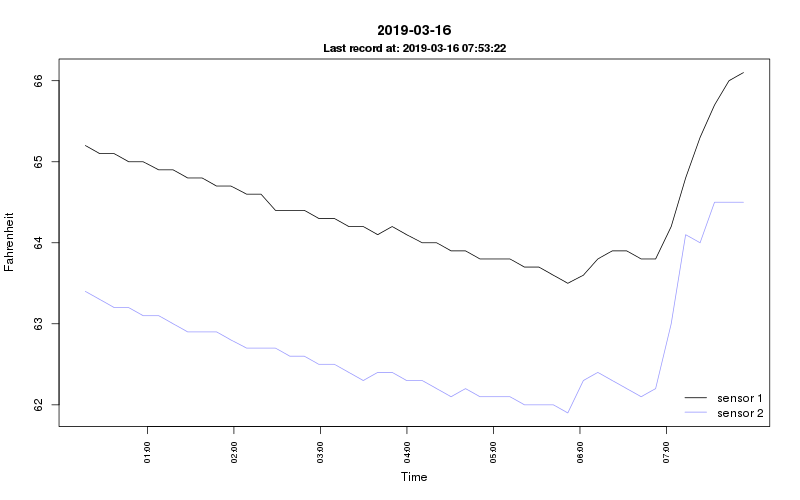 2019-03-16
Last record at: 2019-03-16 07:53:22
Fahrenheit
66
65
64
63
62
sensor 1
sensor 2
01:00
02:00
03:00
04:00
05:00
06:00
07:00
Time